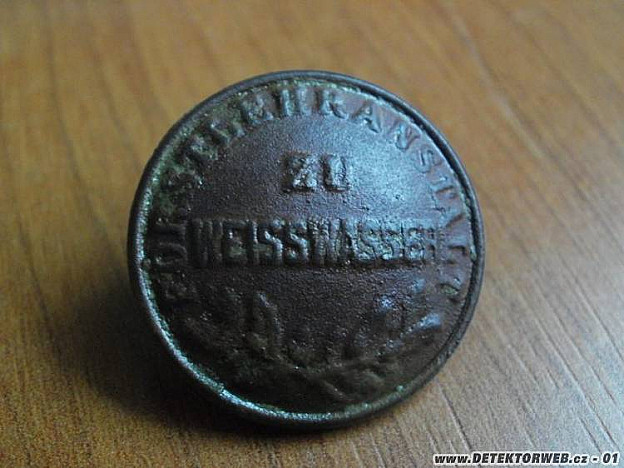 FORSTLEHRANSTALT
ZU
WEISSWASSER
www.DETEKTORWEB.cz - 01